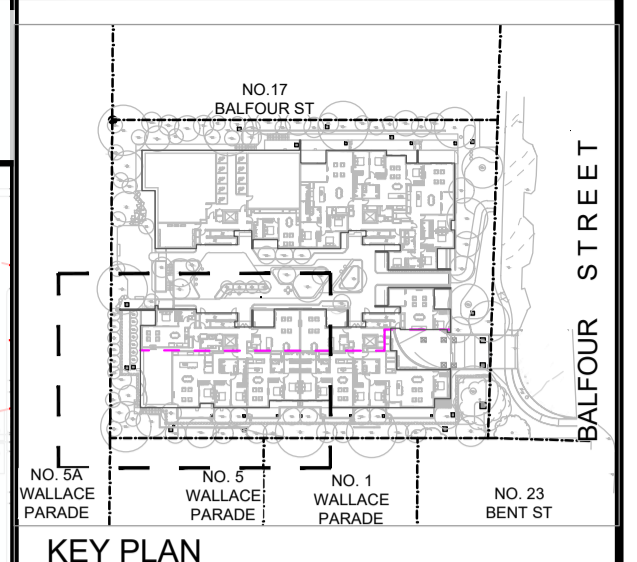 NO.17
BALFOUR ST
BALFOUR STREET
NO. 5A
WALLACE
PARADE
NO. 5
WALLACE
PARADE
NO. 1
WALLACE
PARADE
NO. 23
BENT ST
KEY PLAN